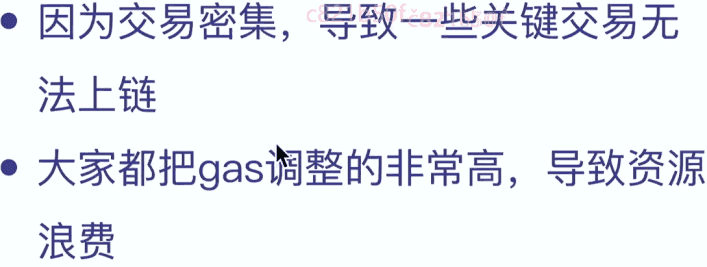 • 因为交易密集，导致一些关键交易无
法上链
• 大家都把gas调整的非常高，导致资源
浪费